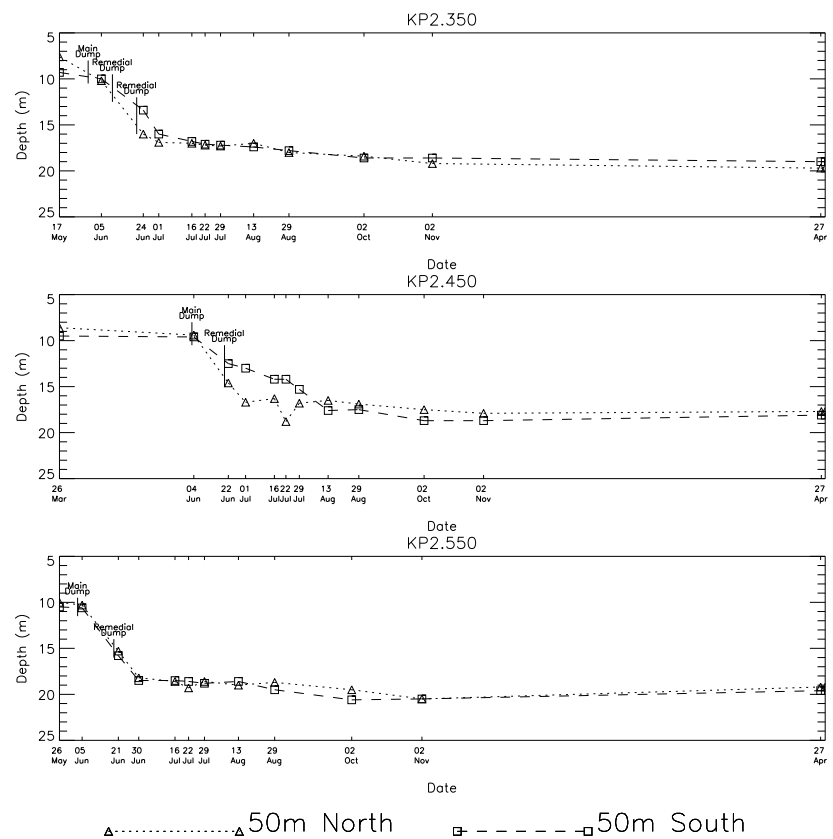 KP2.350
5
10
15
20
25
Depth (m)
Main
Dump
Remedial
Dump
Remedial
Dump
17 05 24 01 16 22 29 13 29 02 02 27
May Jun Jun Jul Jul Jul Jul Aug Aug Oct Nov Apr
Date
KP2.450
5
10
15
20
25
Depth (m)
Main
Dump
Remedial
Dump
26 04 22 01 16 22 29 13 29 02 02 27
Mar Jun Jun Jul Jul Jul Jul Aug Aug Oct Nov Apr
Date
KP2.550
5
10
15
20
25
Depth (m)
Main
Dump
Remedial
Dump
26 05 21 30 16 22 29 13 29 02 02 27
May Jun Jun Jun Jul Jul Jul Aug Aug Oct Nov Apr
Date
50m North 50m South